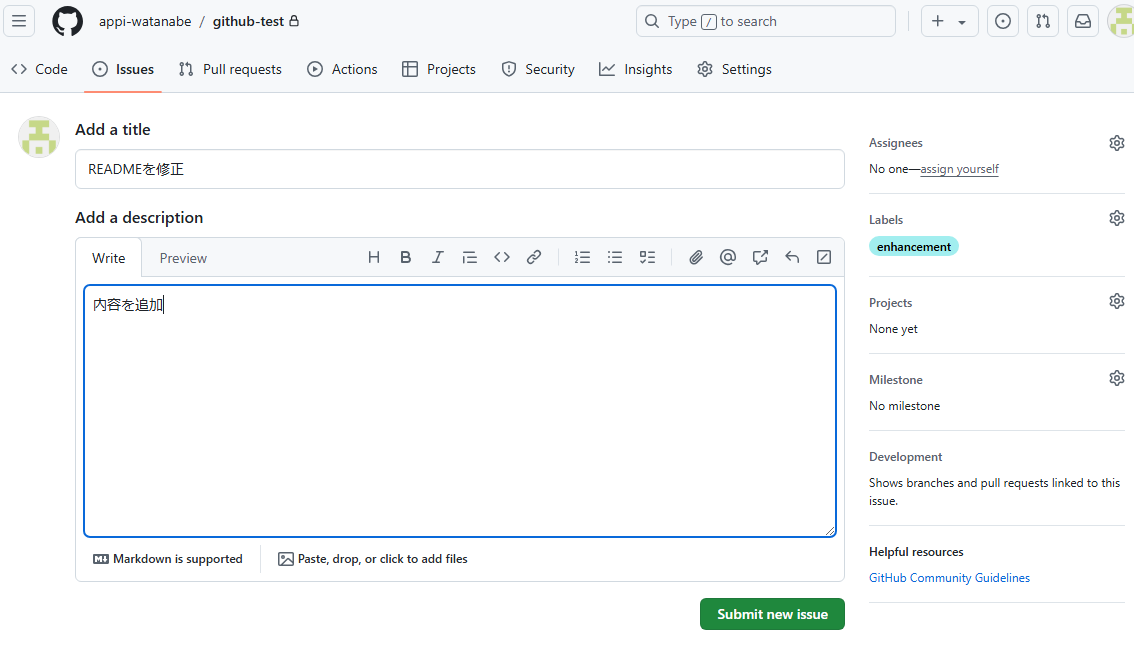 appi-watanabe / github-test
Type / to search
Code Issues Pull requests Actions Projects Security Insights Settings
Add a title
READMEを修正
Add a description
Write Preview
内容を追加
Markdown is supported
Paste, drop, or click to add files
Submit new issue
Assignees
No one—assign yourself
Labels
enhancement
Projects
None yet
Milestone
No milestone
Development
Shows branches and pull requests linked to this
issue.
Helpful resources
GitHub Community Guidelines